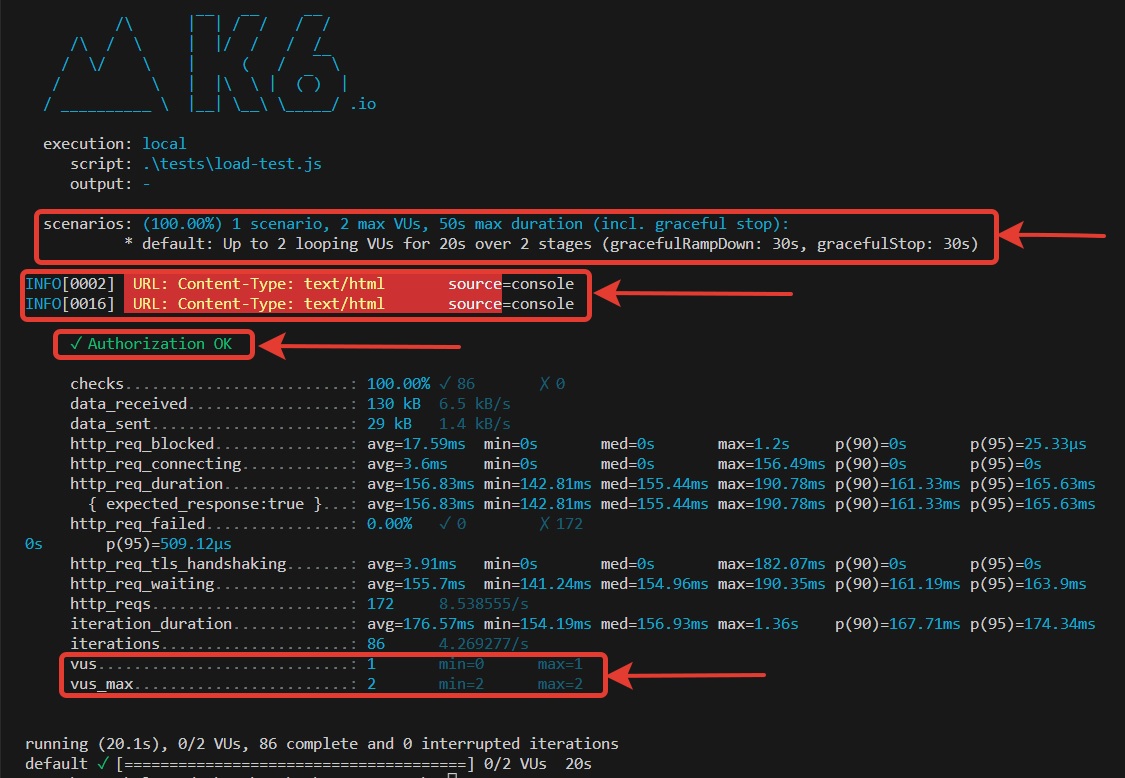 .io
execution: local
script: .\tests\load-test.js
output: -
scenarios: (100.00%) 1 scenario, 2 max VUs, 50s max duration (incl. graceful stop):
* default: Up to 2 looping VUs for 20s over 2 stages (gracefulRampDown: 30s, gracefulStop: 30s)
INFO[0002] URL: Content-Type: text/html source=console
INFO[0016] URL: Content-Type: text/html source=console
✓ Authorization OK
checks.........................: 100.00% ✓ 86 ✗ 0
data_received..................: 130 kB 6.5 kB/s
data_sent......................: 29 kB 1.4 kB/s
http_req_blocked...............: avg=17.59ms min=0s med=0s max=1.2s p(90)=0s p(95)=25.33µs
http_req_connecting............: avg=3.6ms min=0s med=0s max=156.49ms p(90)=0s p(95)=0s
http_req_duration..............: avg=156.83ms min=142.81ms med=155.44ms max=190.78ms p(90)=161.33ms p(95)=165.63ms
{ expected_response:true }...: avg=156.83ms min=142.81ms med=155.44ms max=190.78ms p(90)=161.33ms p(95)=165.63ms
http_req_failed................: 0.00% ✓ 0 ✗ 172
0s p(95)=509.12µs
http_req_tls_handshaking.......: avg=3.91ms min=0s med=0s max=182.07ms p(90)=0s p(95)=0s
http_req_waiting...............: avg=155.7ms min=141.24ms med=154.96ms max=190.35ms p(90)=161.19ms p(95)=163.9ms
http_reqs......................: 172 8.538555/s
iteration_duration.............: avg=176.57ms min=154.19ms med=156.93ms max=1.36s p(90)=167.71ms p(95)=174.34ms
iterations.....................: 86 4.269277/s
vus............................: 1 min=0 max=1
vus_max........................: 2 min=2 max=2
running (20.1s), 0/2 VUs, 86 complete and 0 interrupted iterations
default ✓ [======================================] 0/2 VUs 20s